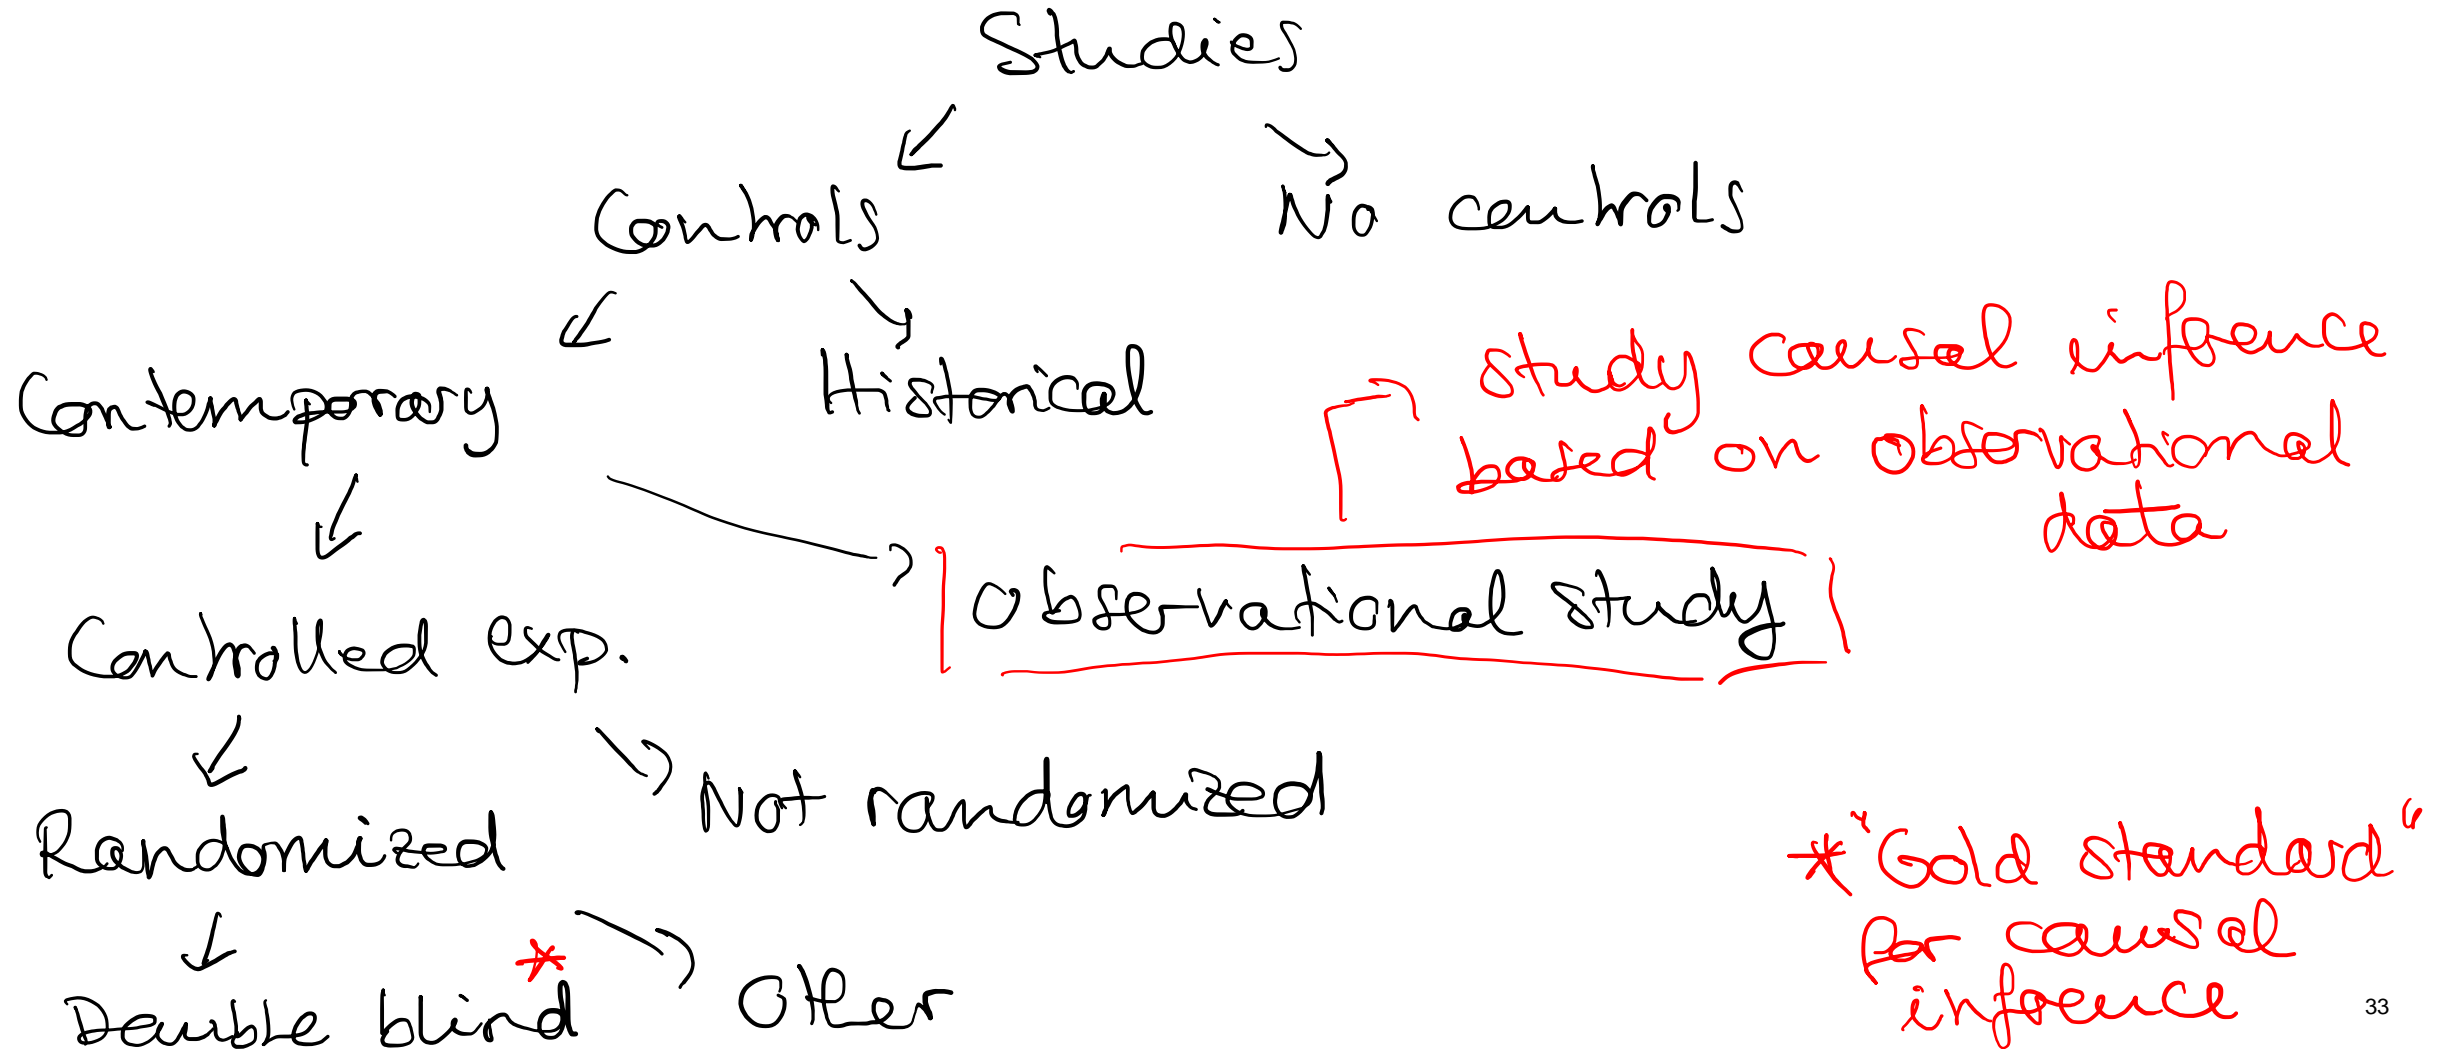 Studies
Controls
No controls
Contemporary
Historical
study causal inference
based on observational
data
Controlled exp.
Observational study
Randomized
Not randomized
* "Gold standard"
for causal
inference
Double blind *
Other
33